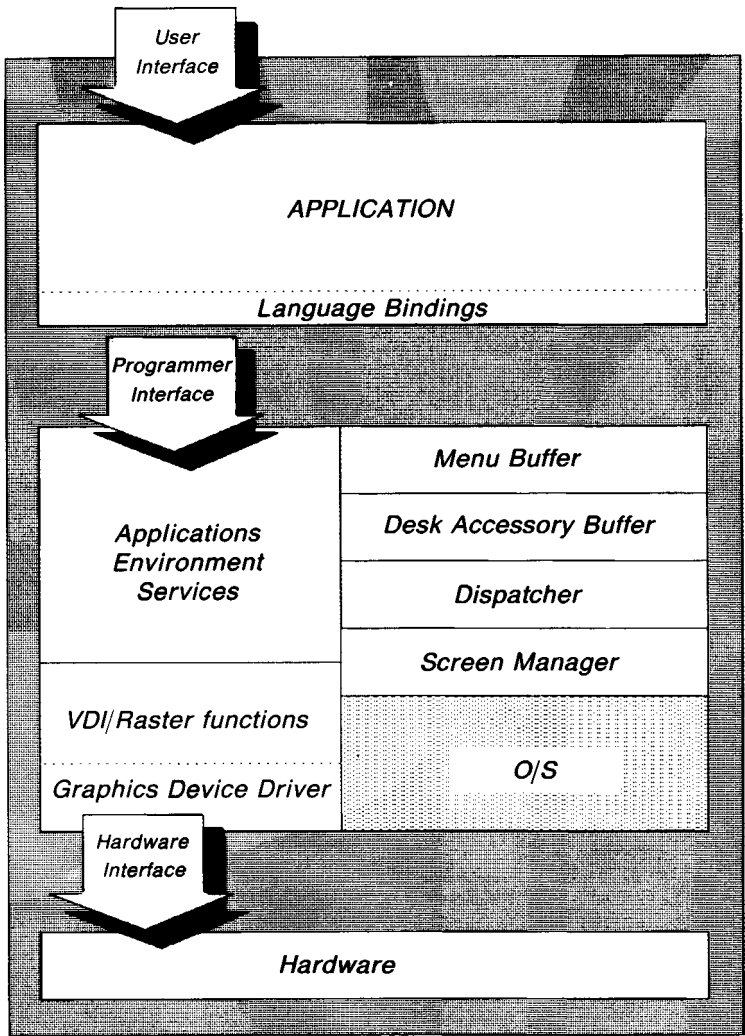 User
Interface
APPLICATION
Language Bindings
Programmer
Interface
Applications
Environment
Services
Menu Buffer
Desk Accessory Buffer
Dispatcher
Screen Manager
VDI/Raster functions
Graphics Device Driver
O/S
Hardware
Interface
Hardware